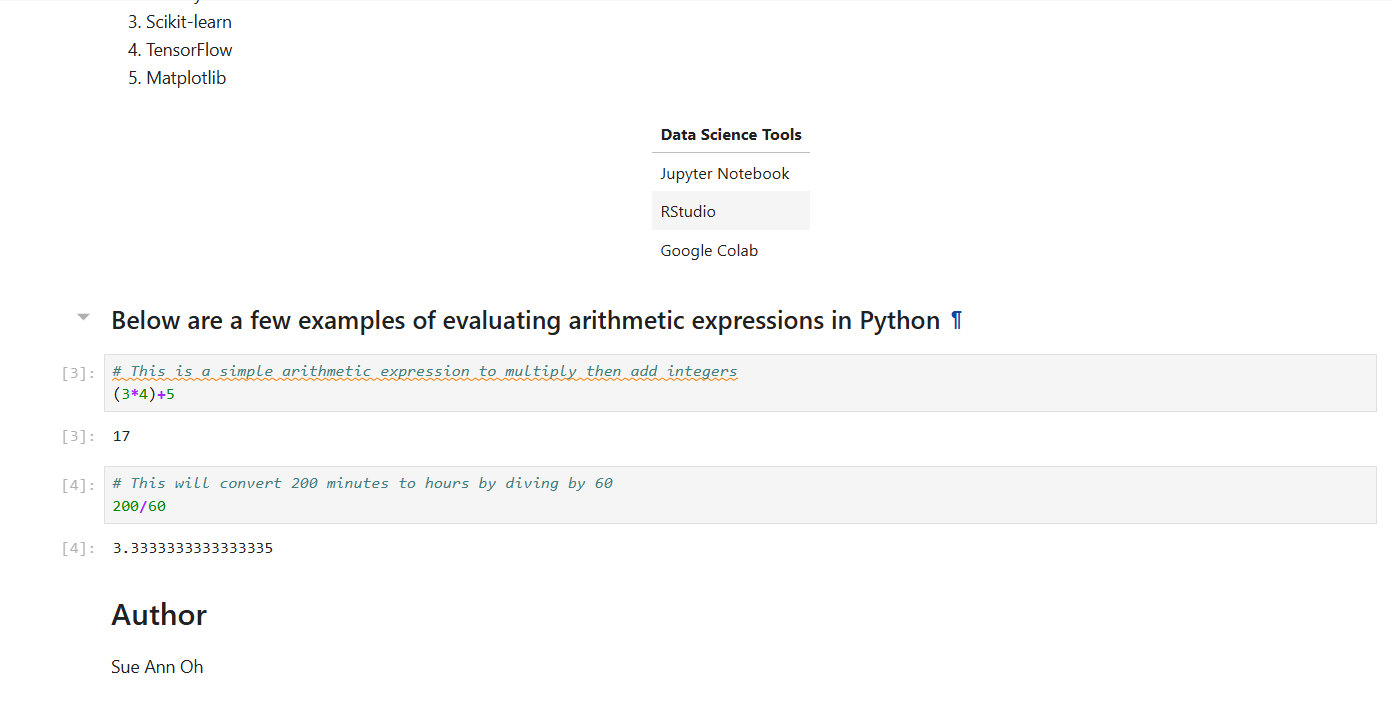 3. Scikit-learn
4. TensorFlow
5. Matplotlib
Data Science Tools
Jupyter Notebook
RStudio
Google Colab
Below are a few examples of evaluating arithmetic expressions in Python ¶
[3]: # This is a simple arithmetic expression to multiply then add integers
(3*4)+5
[3]: 17
[4]: # This will convert 200 minutes to hours by diving by 60
200/60
[4]: 3.3333333333333335
Author
Sue Ann Oh